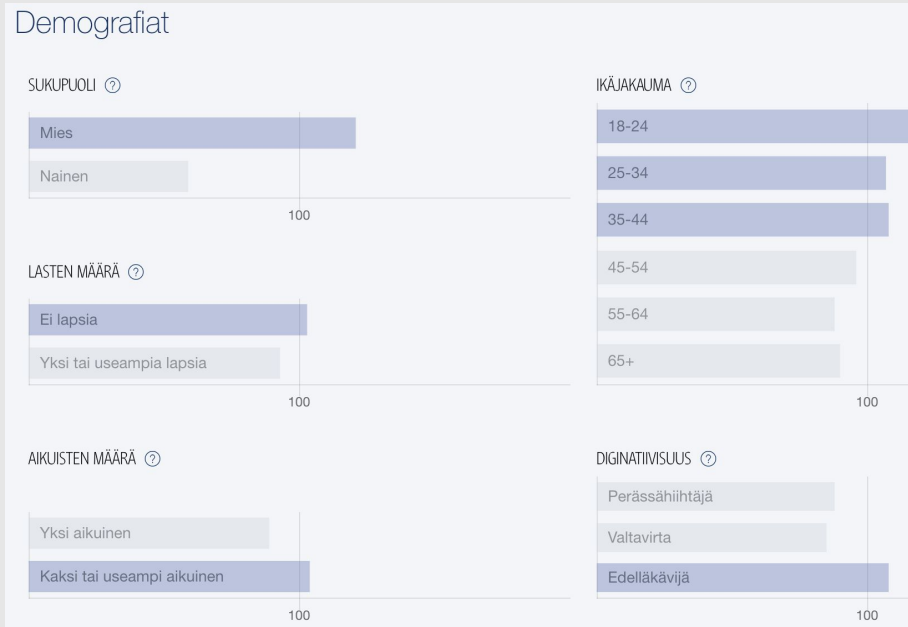 Demografiat
SUKUPUOLI ?
Mies
Nainen
100
LASTEN MÄÄRÄ ?
Ei lapsia
Yksi tai useampia lapsia
100
AIKUISTEN MÄÄRÄ ?
Yksi aikuinen
Kaksi tai useampi aikuinen
100
IKÄJAKAUMA ?
18-24
25-34
35-44
45-54
55-64
65+
100
DIGINATIIVISUUS ?
Perässähiihtäjä
Valtavirta
Edelläkävijä
100